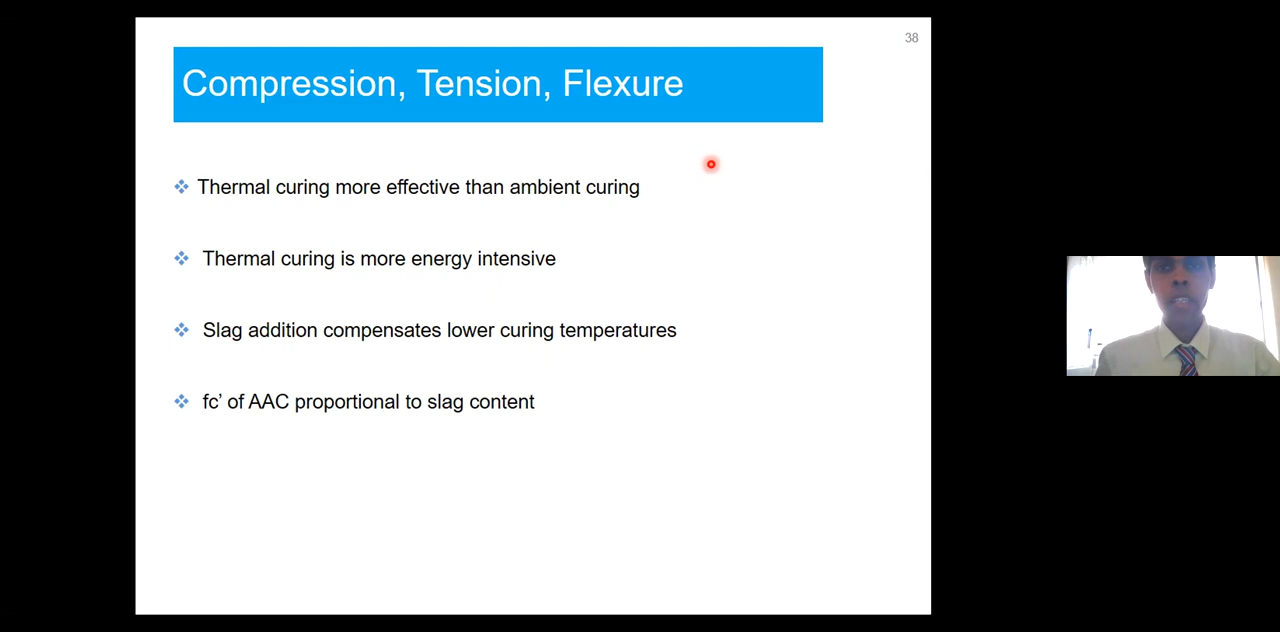 38
Compression, Tension, Flexure
Thermal curing more effective than ambient curing
Thermal curing is more energy intensive
Slag addition compensates lower curing temperatures
fc’ of AAC proportional to slag content